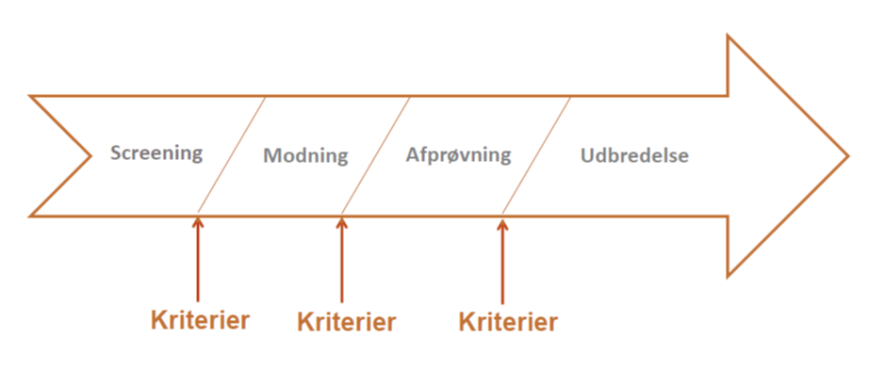 Screening
Modning
Afprøvning
Udbredelse
Kriterier
Kriterier
Kriterier